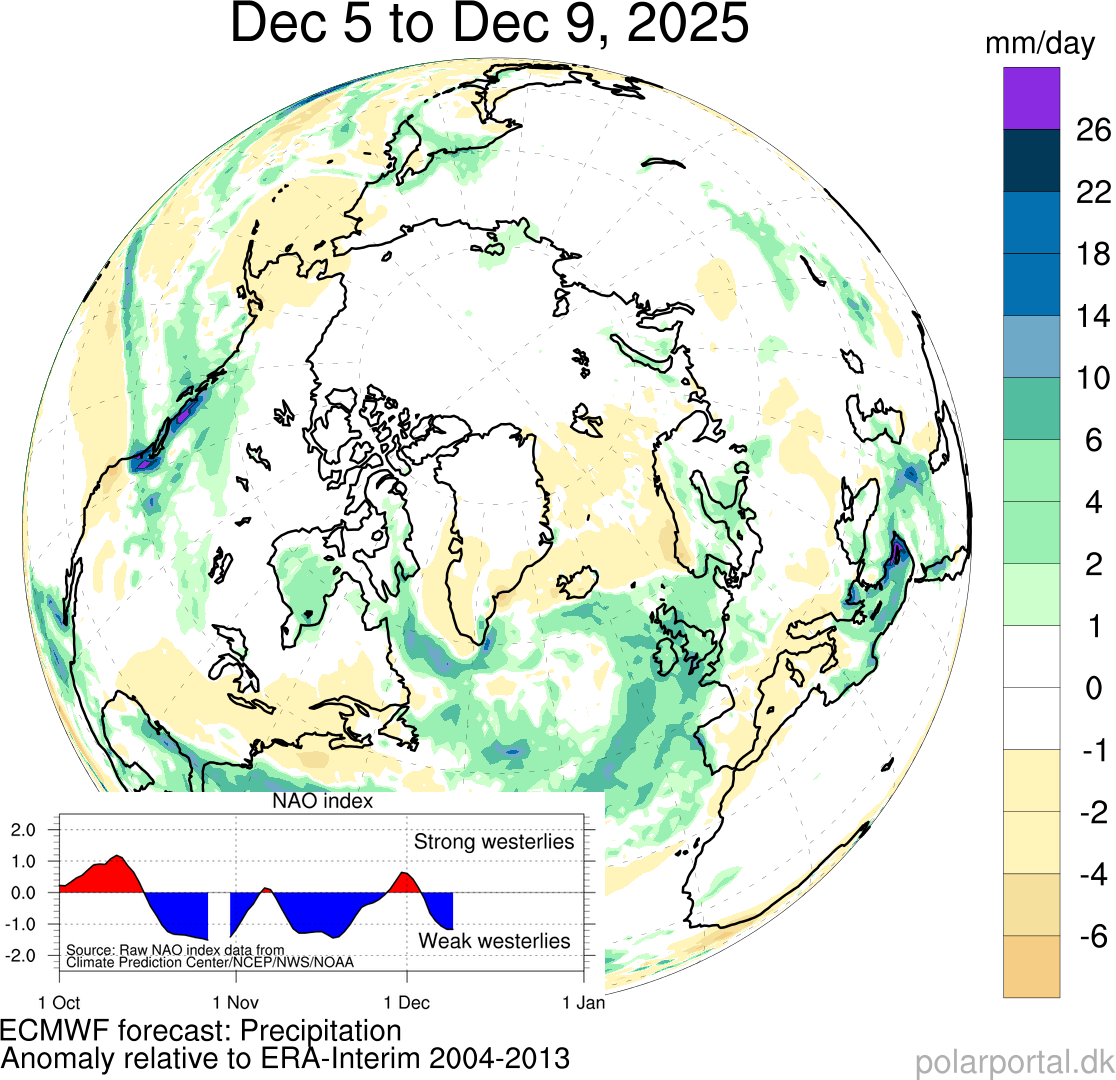 Dec 5 to Dec 9, 2025
mm/day
26
22
18
14
10
6
4
2
1
0
-1
-2
-4
-6
NAO index
2.0
1.0
0.0
-1.0
-2.0
Strong westerlies
Weak westerlies
Source: Raw NAO index data from
Climate Prediction Center/NCEP/NWS/NOAA
1 Oct 1 Nov 1 Dec 1 Jan
ECMWF forecast: Precipitation
Anomaly relative to ERA-Interim 2004-2013
polarportal.dk